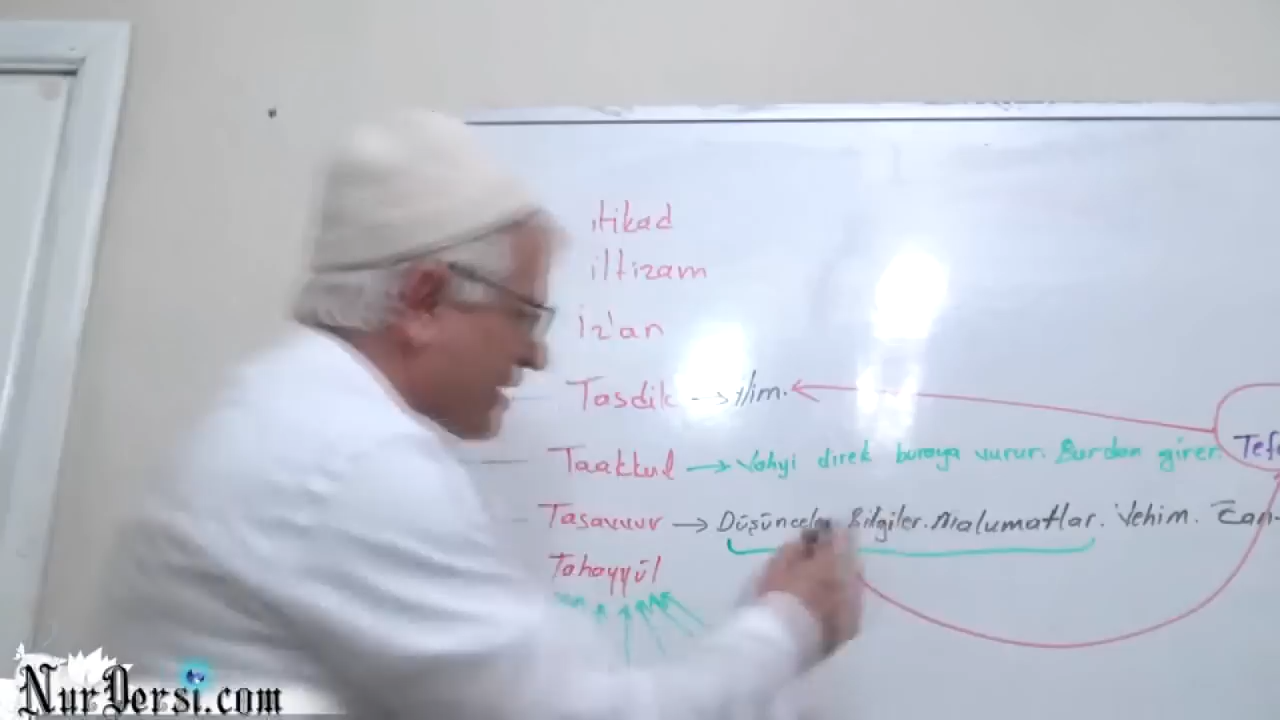 itikad
iltizam
iz'an
Tasdik → ilim.
Taakkul → Vahyi direk buraya vurur. Burdan girer.
Tasavvur → Düşünceler Bilgiler. Malumatlar. Vehim.
Tahayyül
NurDersi.com